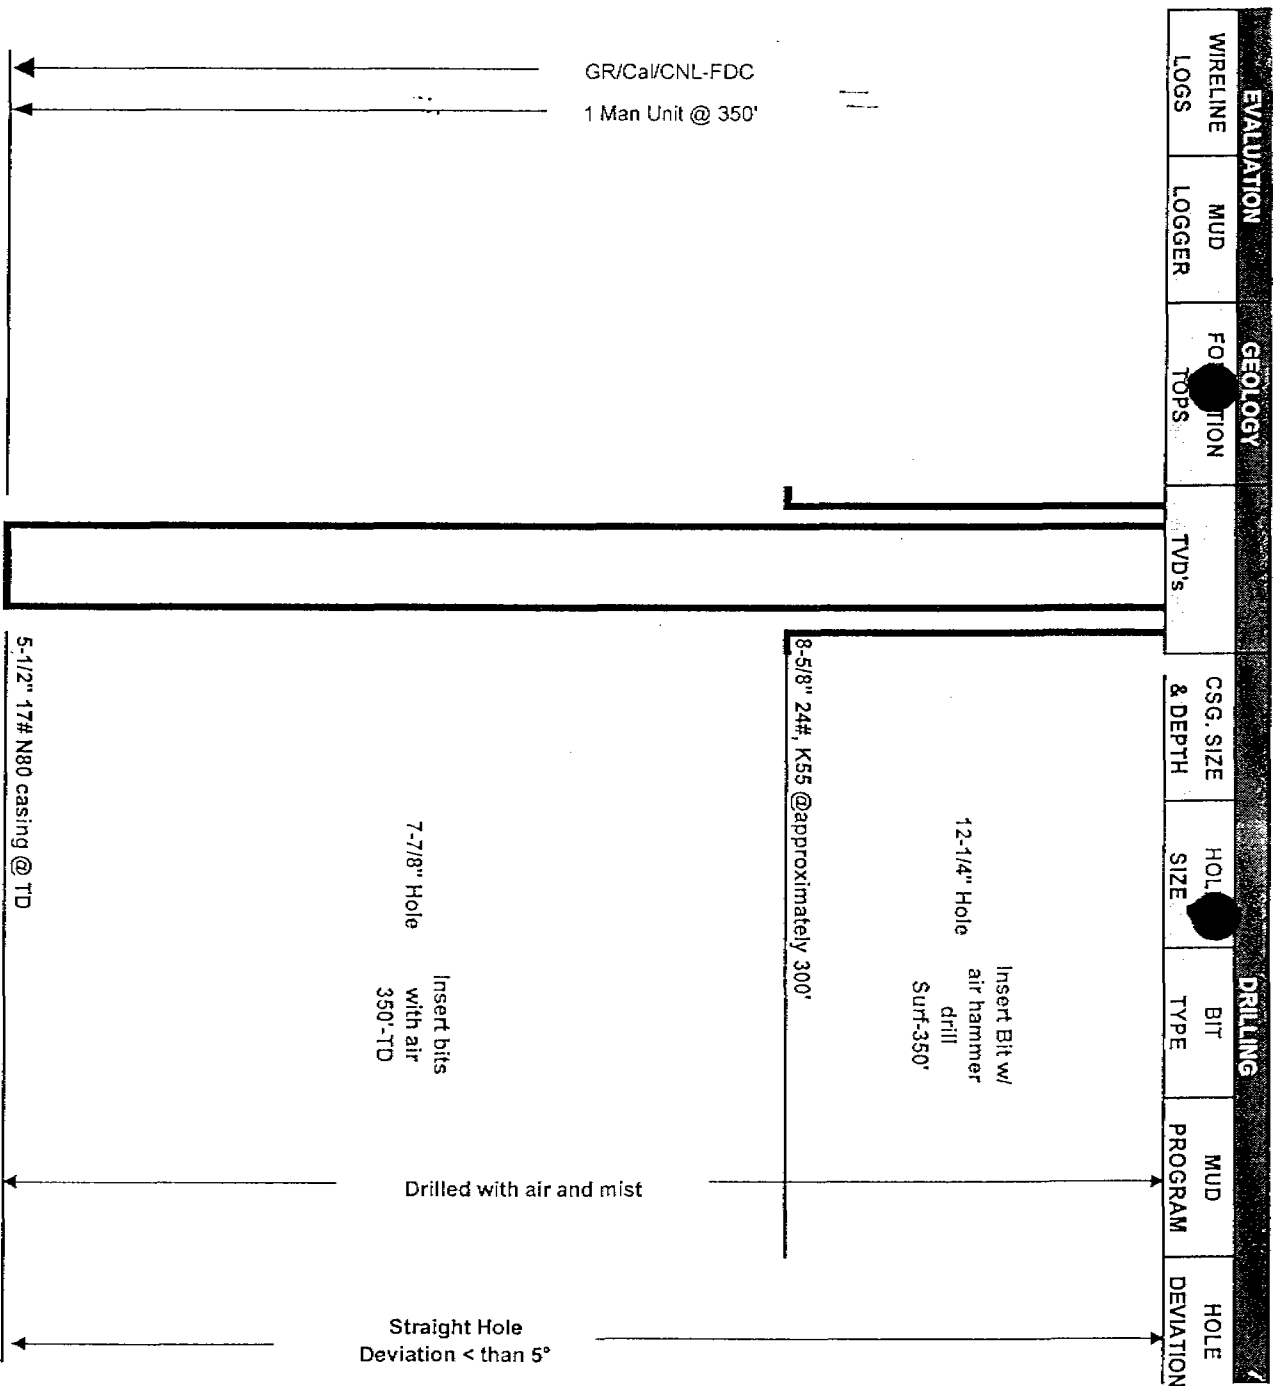 EVALUATION
GEOLOGY
DRILLING
WIRELINE
LOGS
MUD
LOGGER
TOPS
TVD's
CSG. SIZE
& DEPTH
SIZE
BIT
TYPE
MUD
PROGRAM
HOLE
DEVIATION
GR/Cal/CNL-FDC
1 Man Unit @ 350'
12-1/4" Hole
Insert Bit w/
air hammer
drill
Surf-350'
8-5/8" 24#, K55 @approximately 300'
7-7/8" Hole
Insert bits
with air
350'-TD
Drilled with air and mist
Straight Hole
Deviation < than 5°
5-1/2" 17# N80 casing @ TD